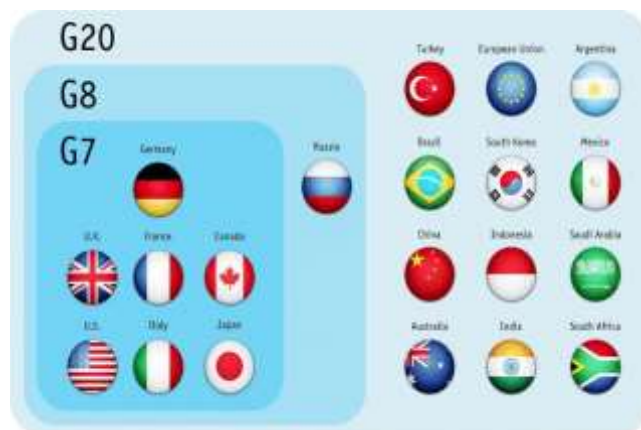 G20
Turkey European Union Argentina
G8
G7
Germany Russia Brazil South Korea Mexico
U.K. France Canada China Indonesia Saudi Arabia
U.S. Italy Japan Australia India South Africa